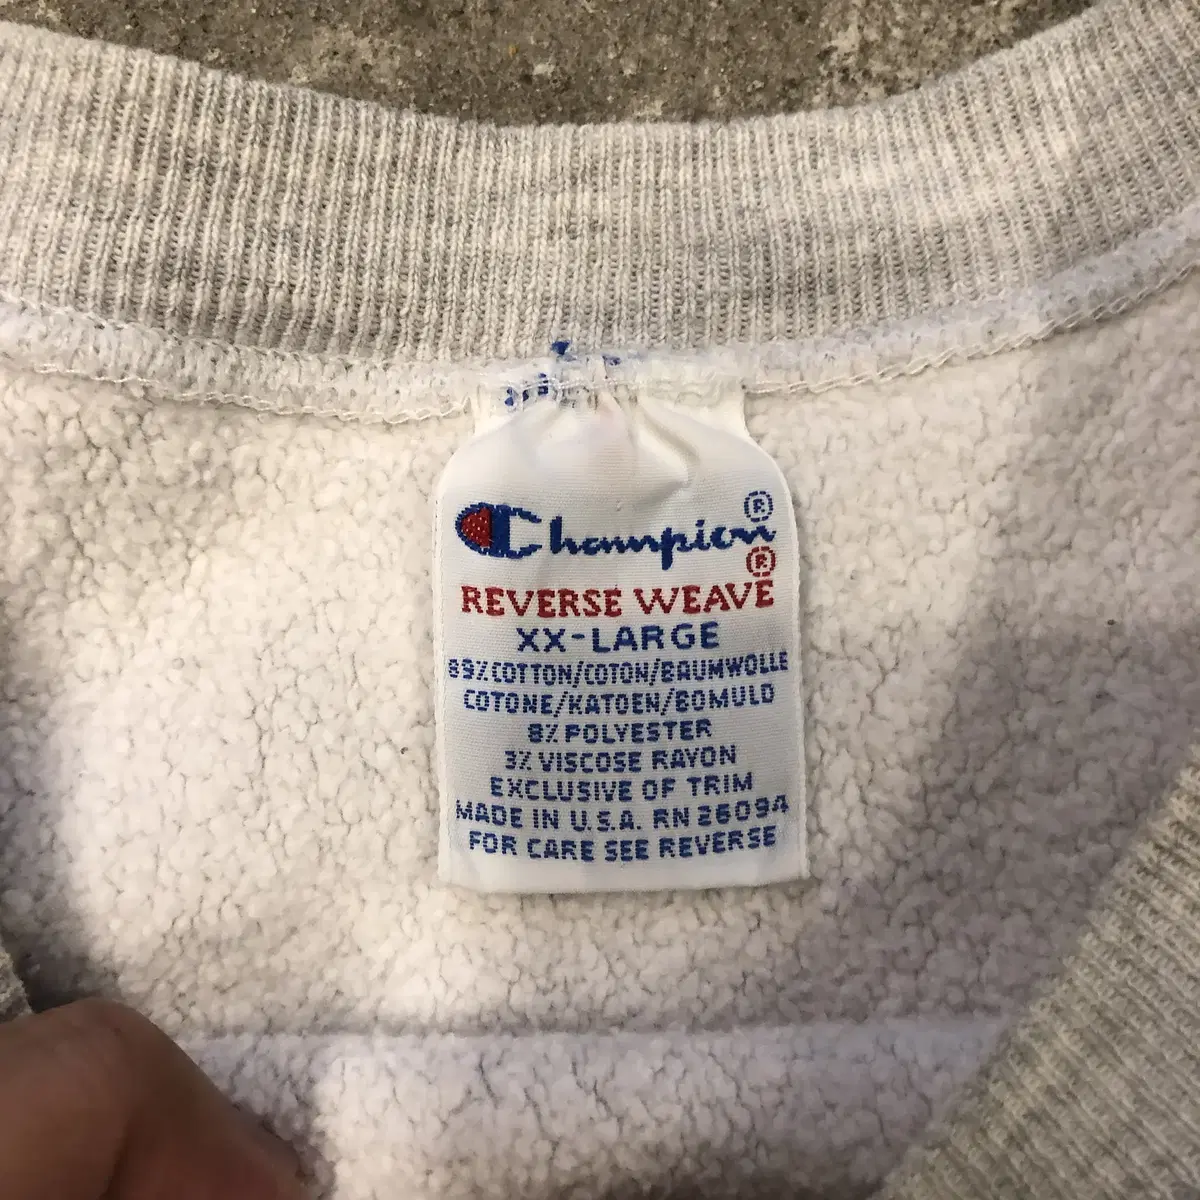 Champion®
®
REVERSE WEAVE
XX-LARGE
89% COTTON/COTON/BAUMWOLLE
COTONE/KATOEN/BOMULD
8% POLYESTER
3% VISCOSE RAYON
EXCLUSIVE OF TRIM
MADE IN U.S.A. RN 26094
FOR CARE SEE REVERSE